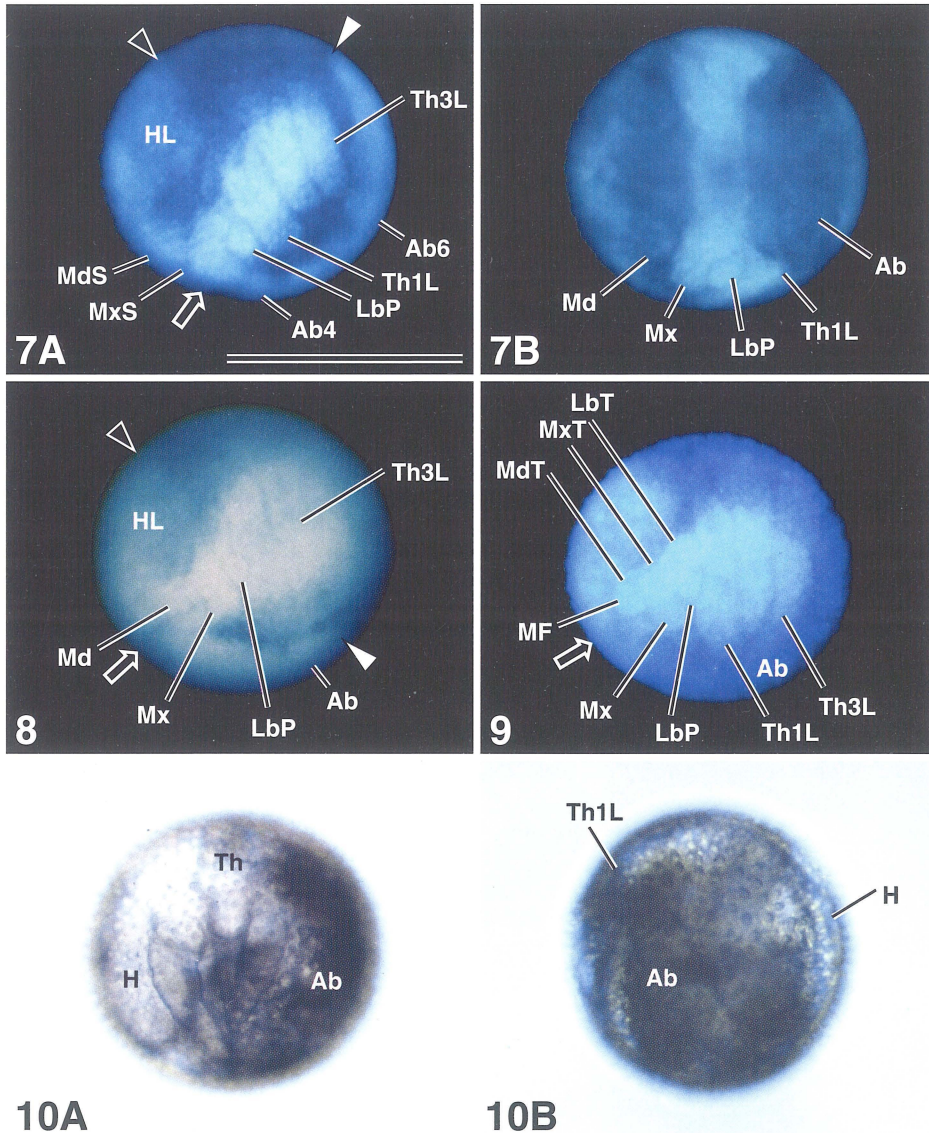 HL
Th3L
Ab6
Th1L
LbP
Ab4
MxS
MdS
7A
Ab
Th1L
LbP
Mx
Md
7B
HL
Th3L
Md
Mx
LbP
Ab
8
LbT
MxT
MdT
MF
Mx
LbP
Ab
Th1L
Th3L
9
Th
H
Ab
10A
Th1L
H
Ab
10B